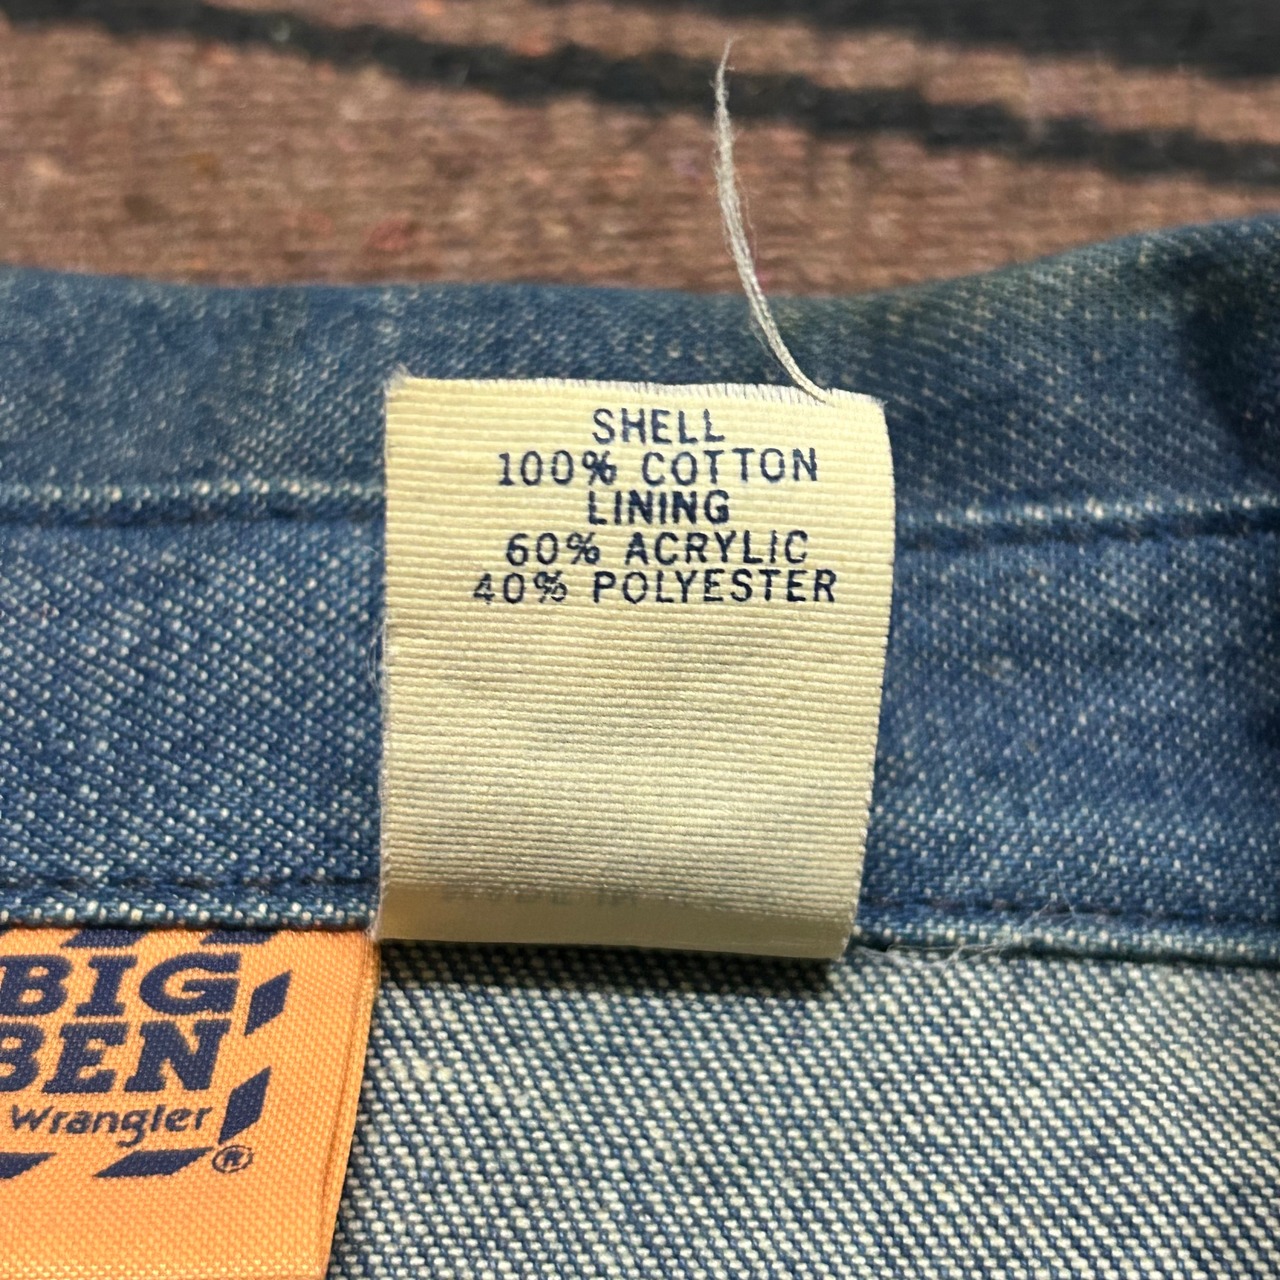 SHELL
100% COTTON
LINING
60% ACRYLIC
40% POLYESTER
BIG
BEN
Wrangler
®